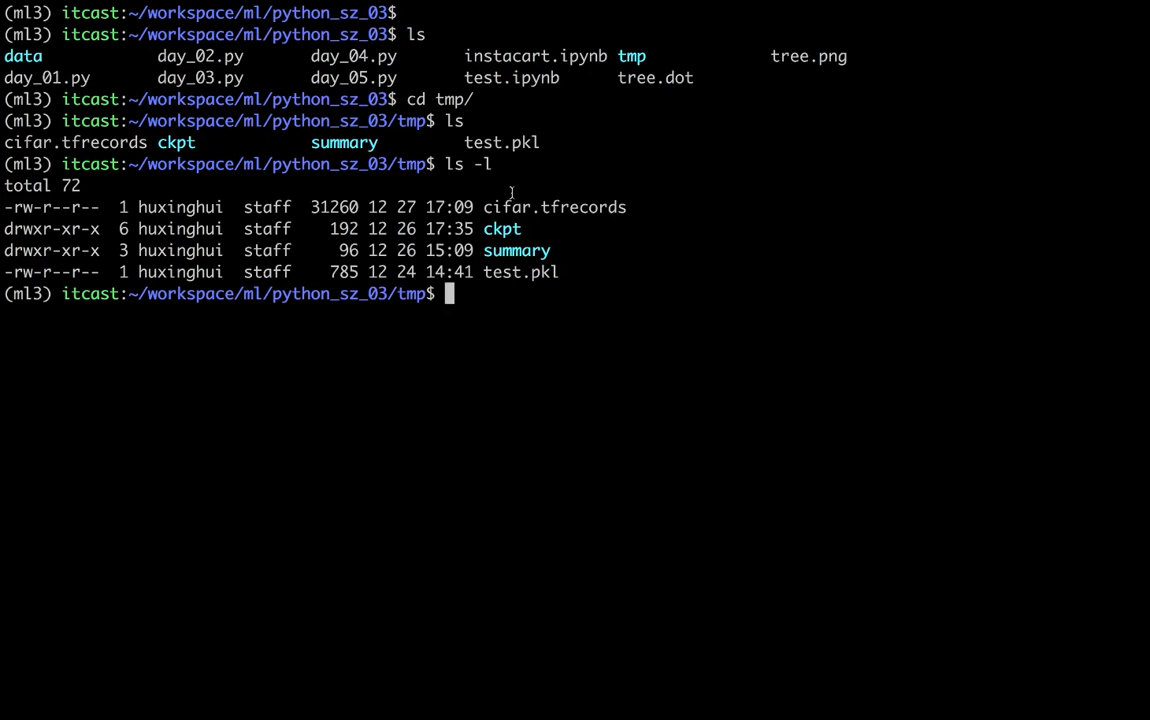 (ml3) itcast:~/workspace/ml/python_sz_03$
(ml3) itcast:~/workspace/ml/python_sz_03$ ls
data            day_02.py       day_04.py       instacart.ipynb tmp             tree.png
day_01.py       day_03.py       day_05.py       test.ipynb      tree.dot
(ml3) itcast:~/workspace/ml/python_sz_03$ cd tmp/
(ml3) itcast:~/workspace/ml/python_sz_03/tmp$ ls
cifar.tfrecords ckpt            summary         test.pkl
(ml3) itcast:~/workspace/ml/python_sz_03/tmp$ ls -l
total 72
-rw-r--r--  1 huxinghui  staff  31260 12 27 17:09 cifar.tfrecords
drwxr-xr-x  6 huxinghui  staff    192 12 26 17:35 ckpt
drwxr-xr-x  3 huxinghui  staff     96 12 26 15:09 summary
-rw-r--r--  1 huxinghui  staff    785 12 24 14:41 test.pkl
(ml3) itcast:~/workspace/ml/python_sz_03/tmp$